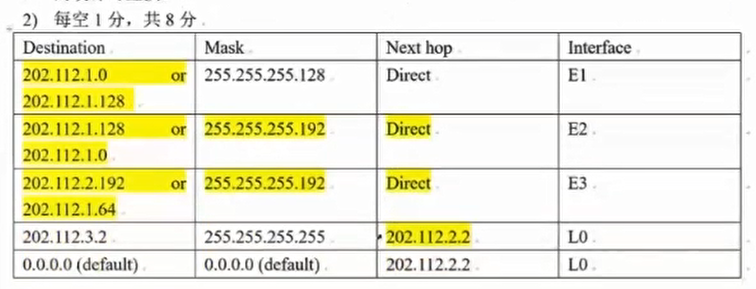 2) 每空 1 分，共 8 分
Destination Mask Next hop Interface
202.112.1.0 or 255.255.255.128 Direct E1
202.112.1.128
202.112.1.128 or 255.255.255.192 Direct E2
202.112.1.0
202.112.2.192 or 255.255.255.192 Direct E3
202.112.1.64
202.112.3.2 255.255.255.255 202.112.2.2 L0
0.0.0.0 (default) 0.0.0.0 (default) 202.112.2.2 L0